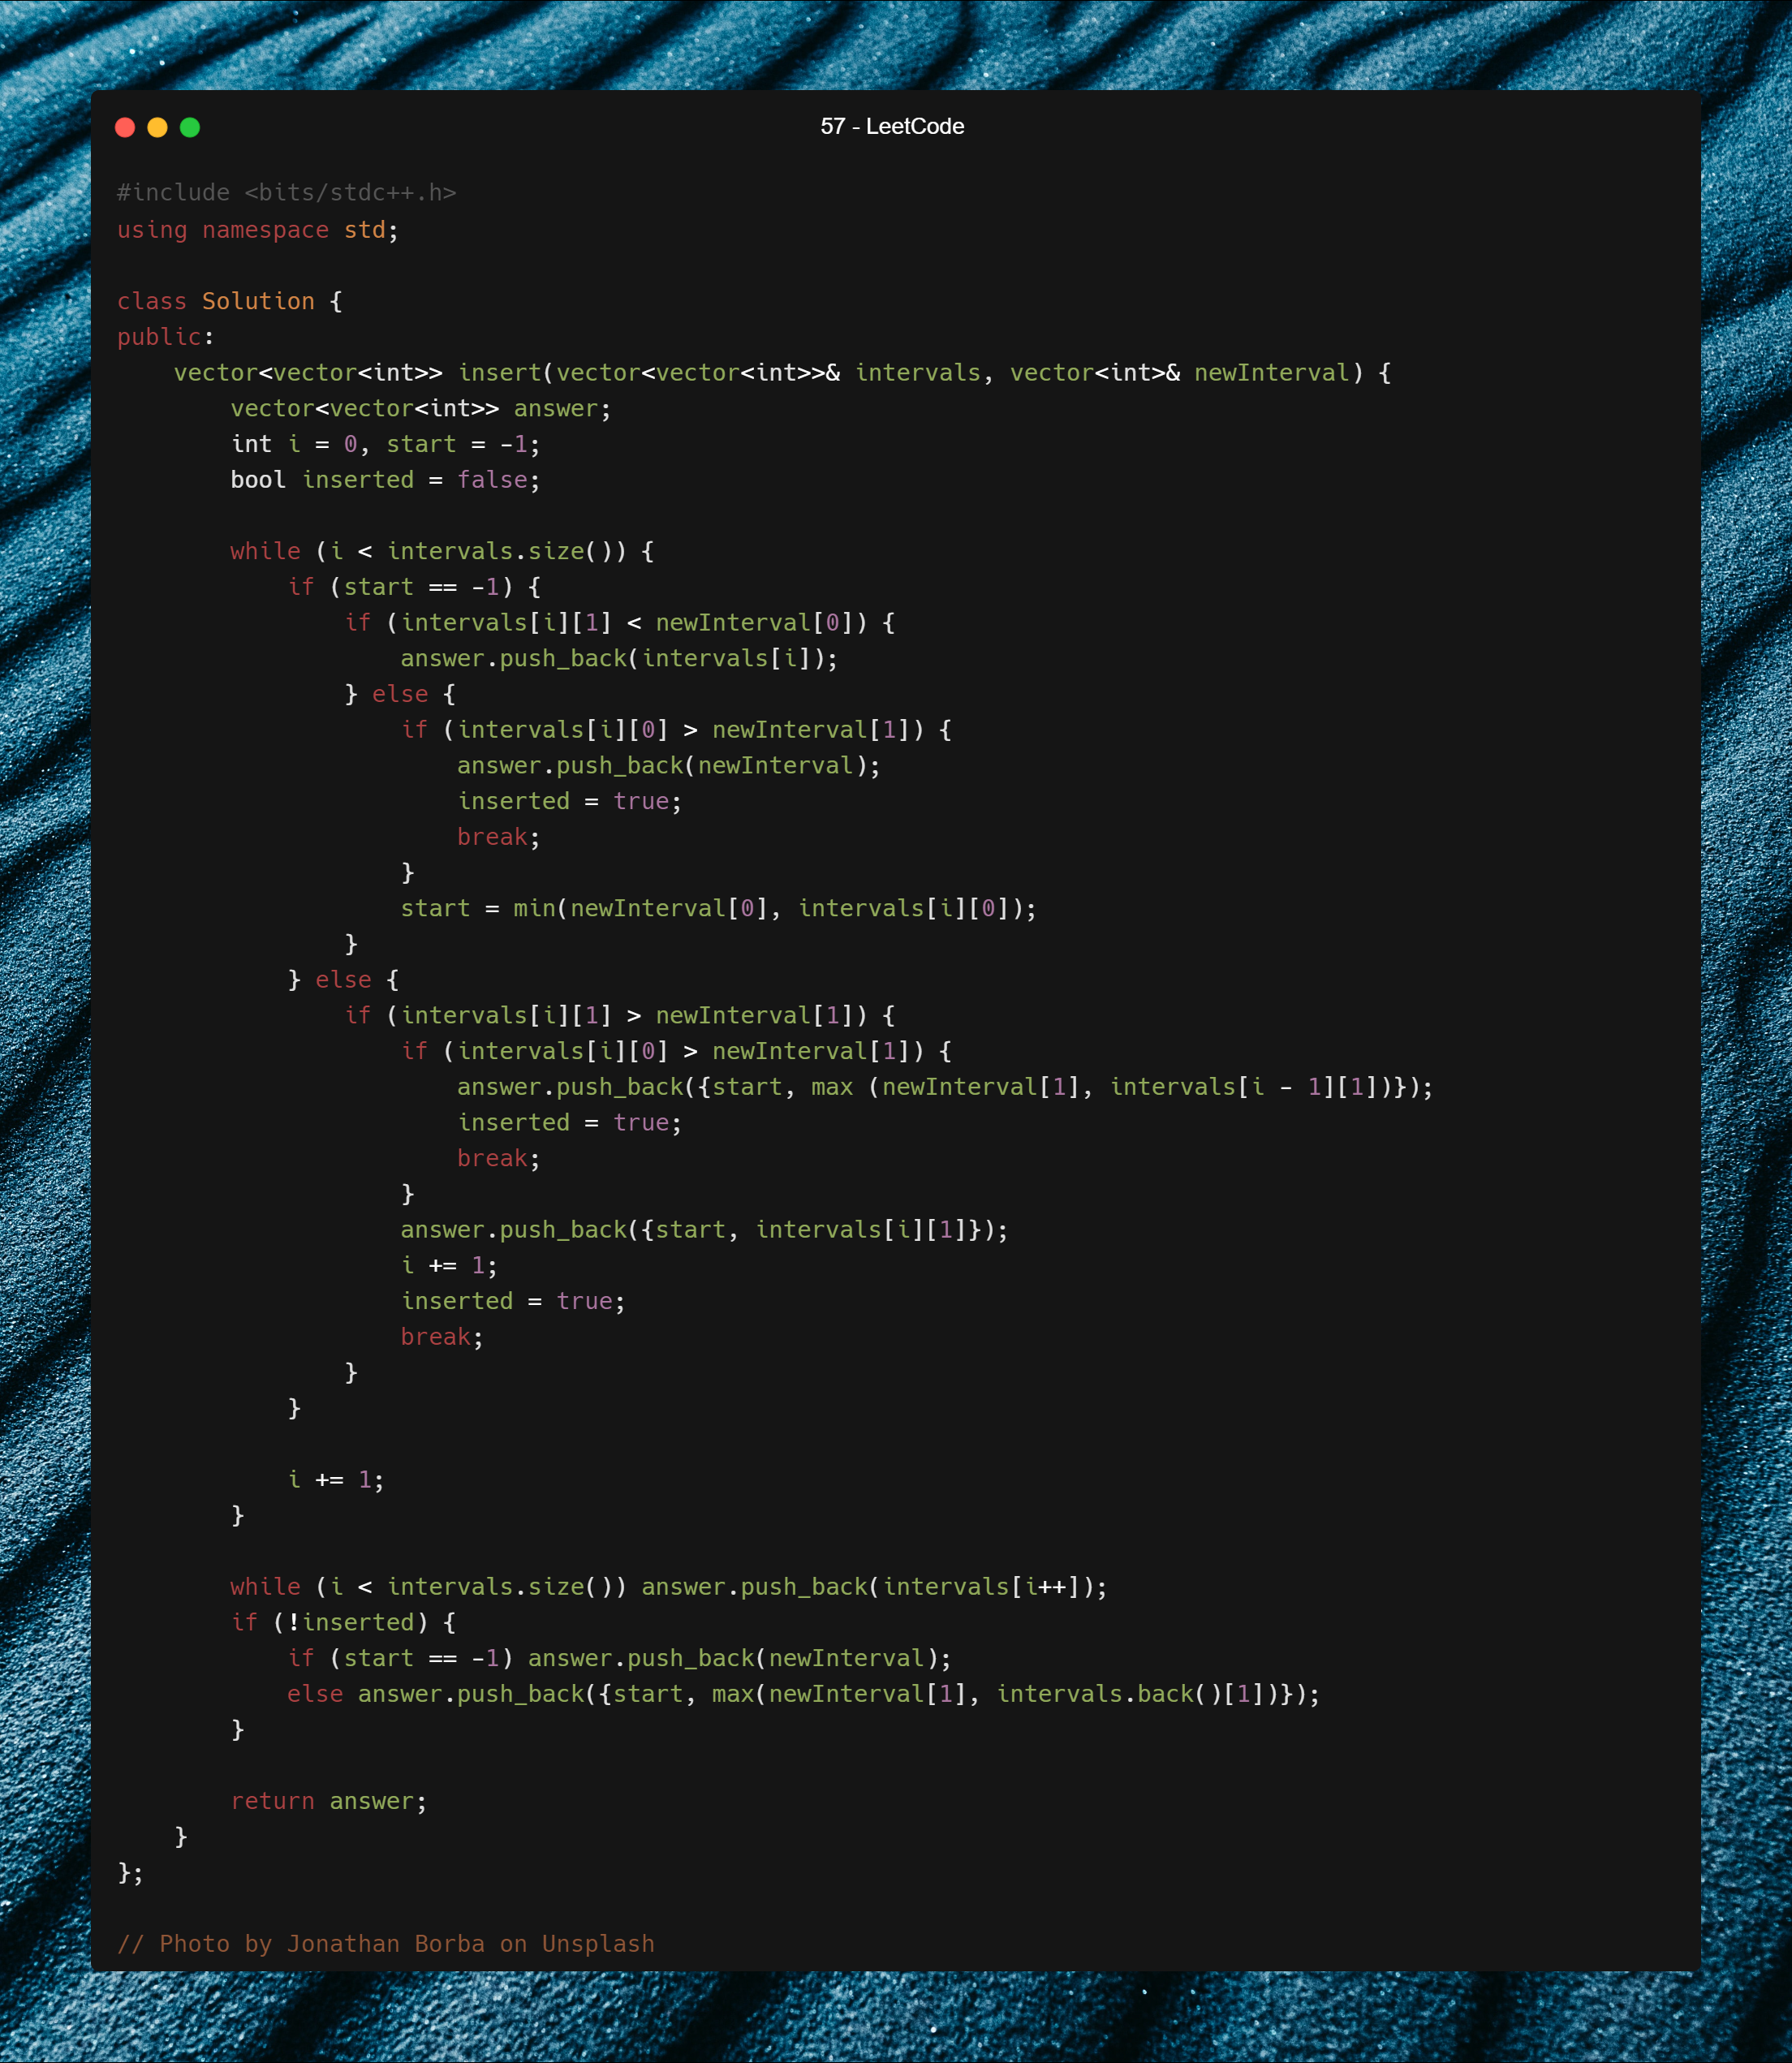 57 - LeetCode
#include <bits/stdc++.h>
using namespace std;
class Solution {
public:
    vector<vector<int>> insert(vector<vector<int>>& intervals, vector<int>& newInterval) {
        vector<vector<int>> answer;
        int i = 0, start = -1;
        bool inserted = false;
        while (i < intervals.size()) {
            if (start == -1) {
                if (intervals[i][1] < newInterval[0]) {
                    answer.push_back(intervals[i]);
                } else {
                    if (intervals[i][0] > newInterval[1]) {
                        answer.push_back(newInterval);
                        inserted = true;
                        break;
                    }
                    start = min(newInterval[0], intervals[i][0]);
                }
            } else {
                if (intervals[i][1] > newInterval[1]) {
                    if (intervals[i][0] > newInterval[1]) {
                        answer.push_back({start, max (newInterval[1], intervals[i - 1][1])});
                        inserted = true;
                        break;
                    }
                    answer.push_back({start, intervals[i][1]});
                    i += 1;
                    inserted = true;
                    break;
                }
            }
            i += 1;
        }
        while (i < intervals.size()) answer.push_back(intervals[i++]);
        if (!inserted) {
            if (start == -1) answer.push_back(newInterval);
            else answer.push_back({start, max(newInterval[1], intervals.back()[1])});
        }
        return answer;
    }
};
// Photo by Jonathan Borba on Unsplash